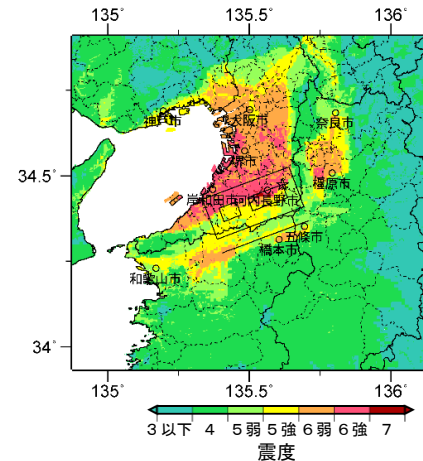 135° 135.5° 136°
神戸市
大阪市
奈良市
堺市
34.5°
岸和田市
河内長野市
橿原市
五條市
橋本市
和歌山市
34°
135° 135.5° 136°
3以下 4 5弱 5強 6弱 6強 7
震度